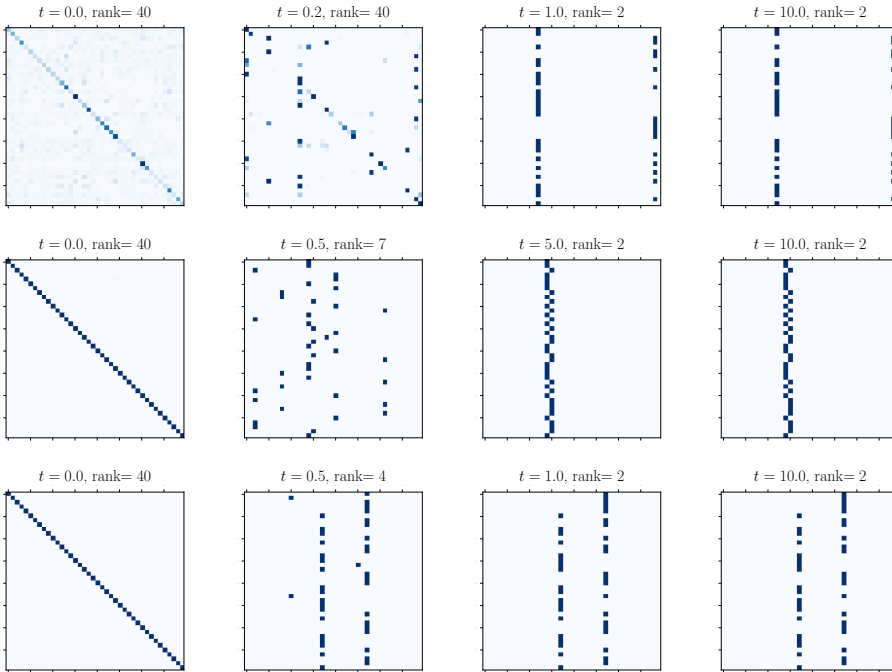 t = 0.0, rank= 40 t = 0.2, rank= 40 t = 1.0, rank= 2 t = 10.0, rank= 2
t = 0.0, rank= 40 t = 0.5, rank= 7 t = 5.0, rank= 2 t = 10.0, rank= 2
t = 0.0, rank= 40 t = 0.5, rank= 4 t = 1.0, rank= 2 t = 10.0, rank= 2